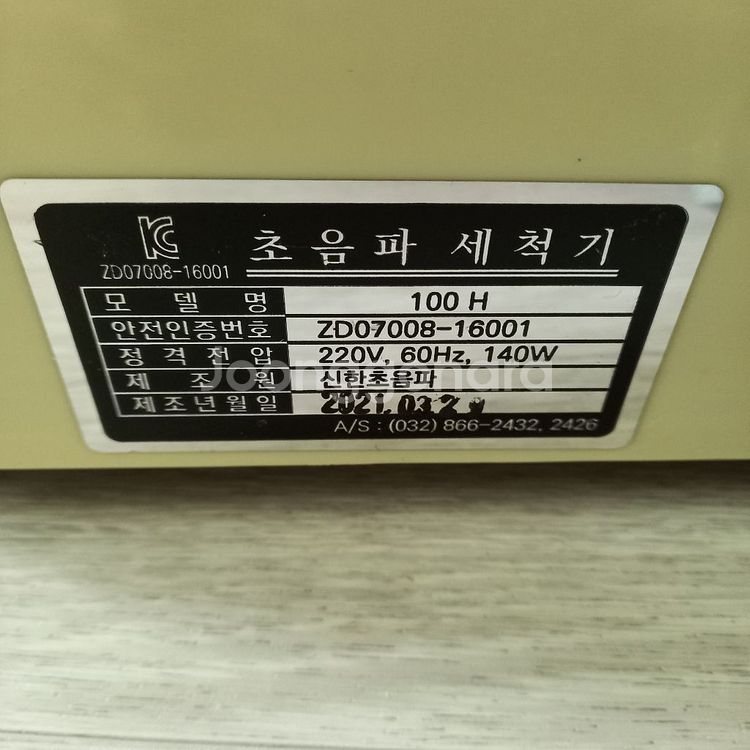 초음파 세척기
ZD07008-16001
모델명 100 H
안전인증번호 ZD07008-16001
정격전압 220V, 60Hz, 140W
제조원 신한초음파
제조년월일 2021.03.2
A/S : (032) 866-2432, 2426
Joonggonara